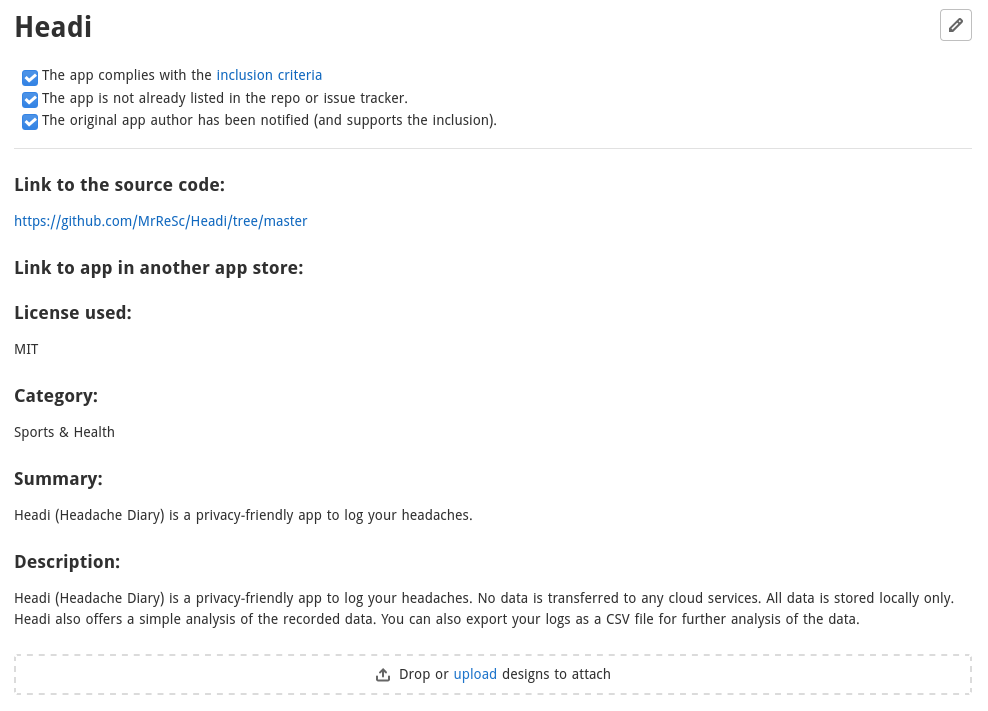 Headi
The app complies with the inclusion criteria
The app is not already listed in the repo or issue tracker.
The original app author has been notified (and supports the inclusion).
Link to the source code:
https://github.com/MrReSc/Headi/tree/master
Link to app in another app store:
License used:
MIT
Category:
Sports & Health
Summary:
Headi (Headache Diary) is a privacy-friendly app to log your headaches.
Description:
Headi (Headache Diary) is a privacy-friendly app to log your headaches. No data is transferred to any cloud services. All data is stored locally only.
Headi also offers a simple analysis of the recorded data. You can also export your logs as a CSV file for further analysis of the data.
Drop or upload designs to attach